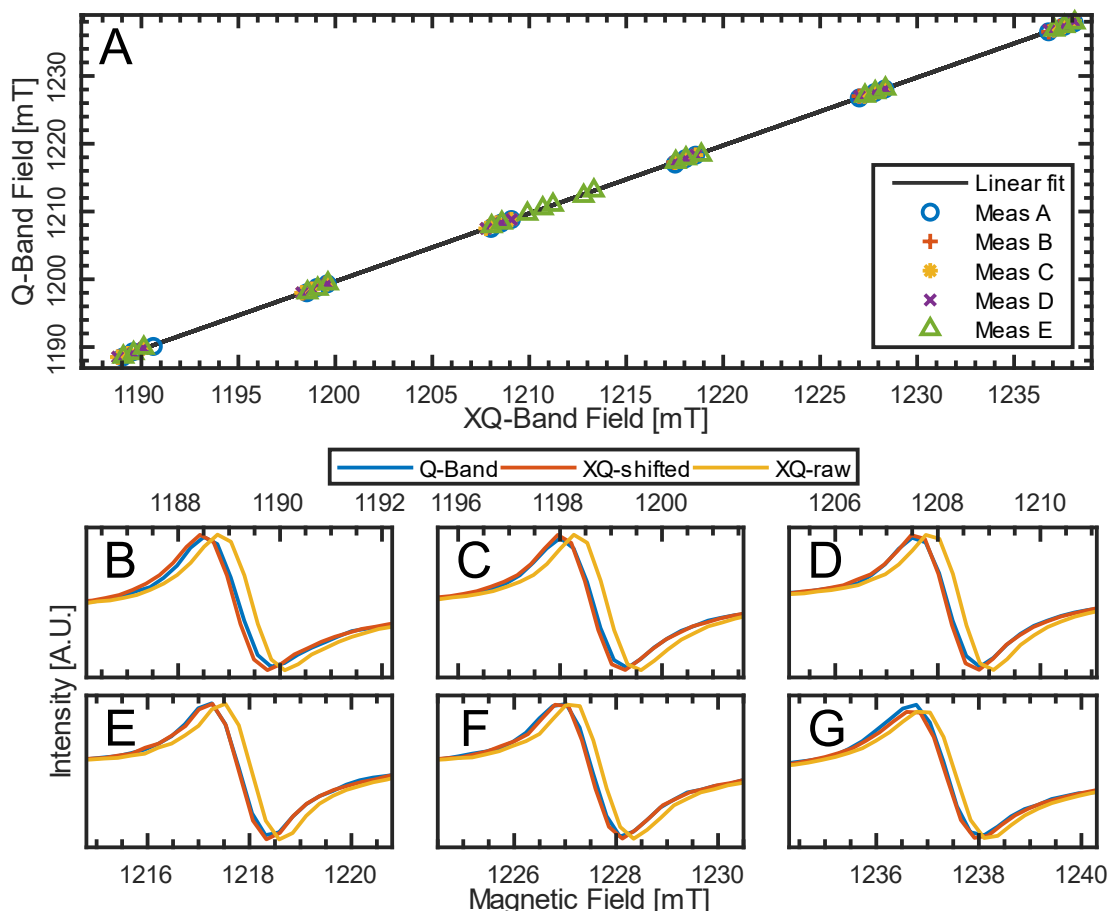 A
Q-Band Field [mT]
1230
1220
1210
1200
1190
Linear fit
Meas A
Meas B
Meas C
Meas D
Meas E
1190 1195 1200 1205 1210 1215 1220 1225 1230 1235
XQ-Band Field [mT]
Q-Band XQ-shifted XQ-raw
1188 1190 1192 1196 1198 1200 1206 1208 1210
B C D
Intensity [A.U.]
E F G
1216 1218 1220 1226 1228 1230 1236 1238 1240
Magnetic Field [mT]